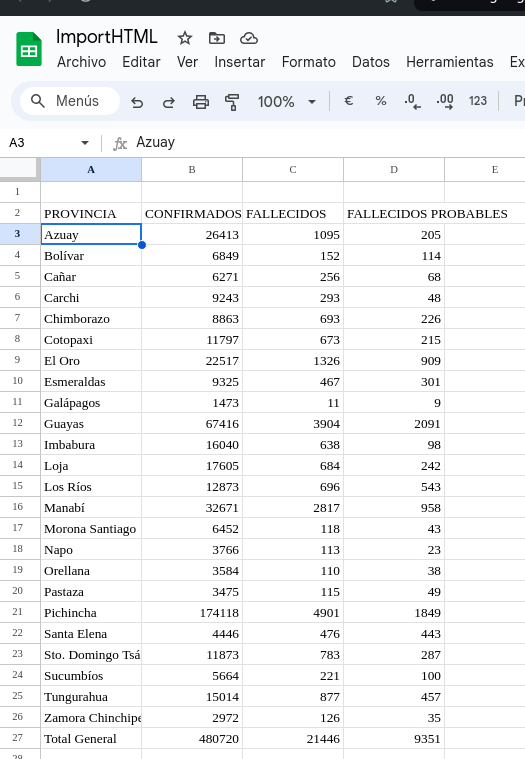 ImportHTML
Archivo Editar Ver Insertar Formato Datos Herramientas
Menús 100% € % .0 .00 123
A3 fx Azuay
A B C D E
1
2 PROVINCIA CONFIRMADOS FALLECIDOS FALLECIDOS PROBABLES
3 Azuay 26413 1095 205
4 Bolívar 6849 152 114
5 Cañar 6271 256 68
6 Carchi 9243 293 48
7 Chimborazo 8863 693 226
8 Cotopaxi 11797 673 215
9 El Oro 22517 1326 909
10 Esmeraldas 9325 467 301
11 Galápagos 1473 11 9
12 Guayas 67416 3904 2091
13 Imbabura 16040 638 98
14 Loja 17605 684 242
15 Los Ríos 12873 696 543
16 Manabí 32671 2817 958
17 Morona Santiago 6452 118 43
18 Napo 3766 113 23
19 Orellana 3584 110 38
20 Pastaza 3475 115 49
21 Pichincha 174118 4901 1849
22 Santa Elena 4446 476 443
23 Sto. Domingo Tsá 11873 783 287
24 Sucumbíos 5664 221 100
25 Tungurahua 15014 877 457
26 Zamora Chinchipe 2972 126 35
27 Total General 480720 21446 9351